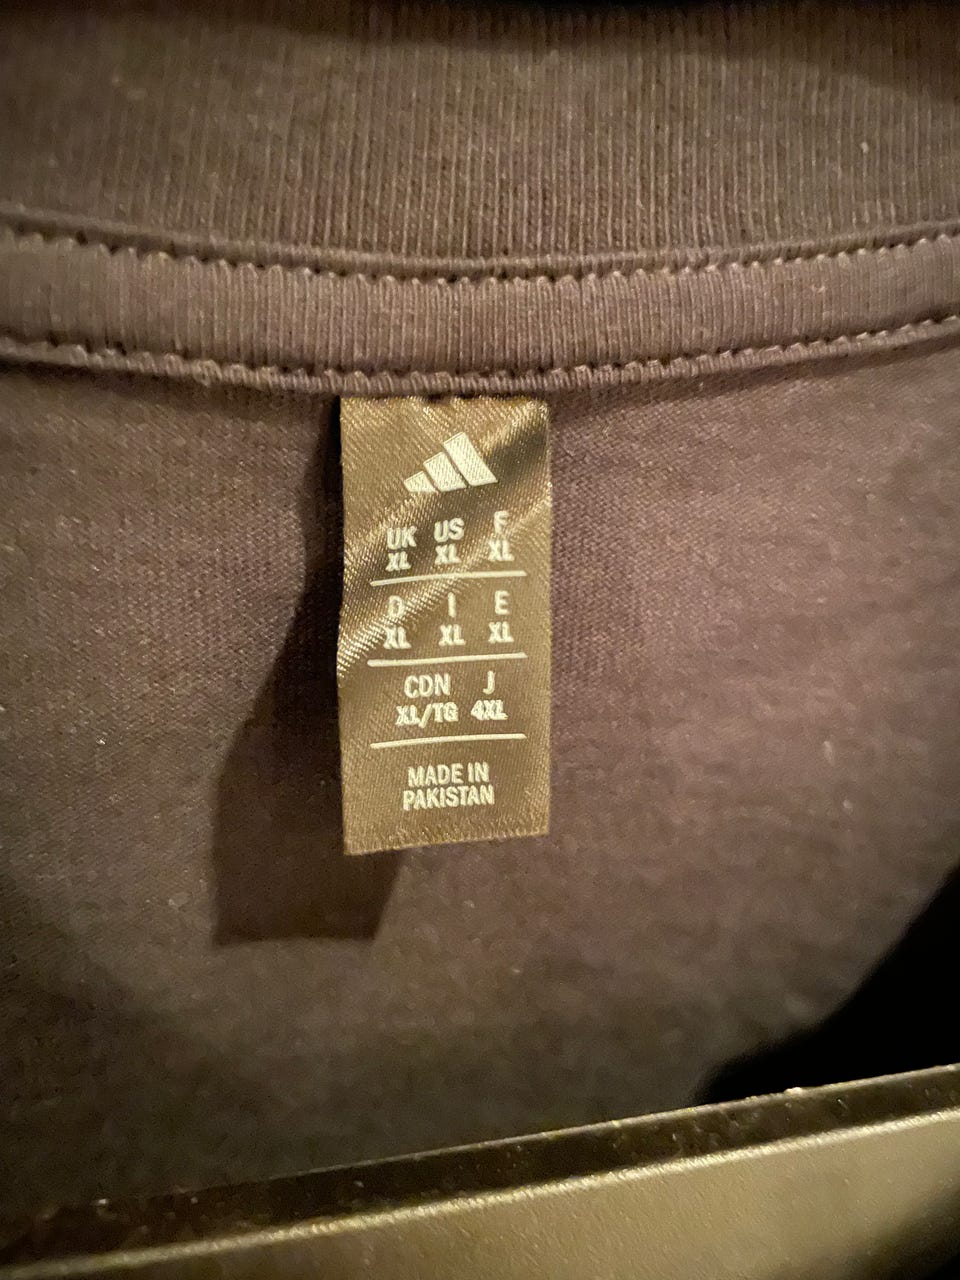 UK US F
XL XL XL
D I E
XL XL XL
CDN J
XL/TG 4XL
MADE IN
PAKISTAN